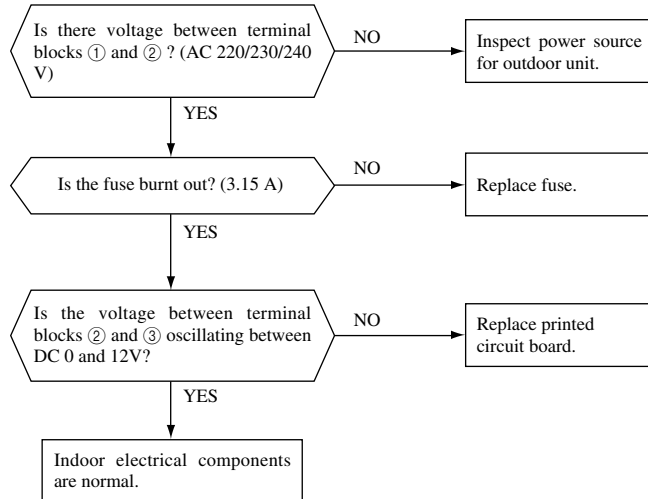 Is there voltage between terminal
blocks ① and ② ? (AC 220/230/240
V)
NO
Inspect power source
for outdoor unit.
YES
Is the fuse burnt out? (3.15 A)
NO
Replace fuse.
YES
Is the voltage between terminal
blocks ② and ③ oscillating between
DC 0 and 12V?
NO
Replace printed
circuit board.
YES
Indoor electrical components
are normal.